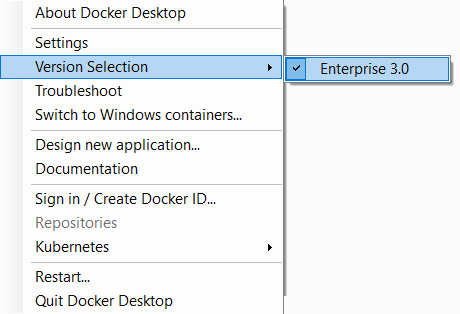 About Docker Desktop
Settings
Version Selection
Enterprise 3.0
Troubleshoot
Switch to Windows containers...
Design new application...
Documentation
Sign in / Create Docker ID...
Repositories
Kubernetes
Restart...
Quit Docker Desktop